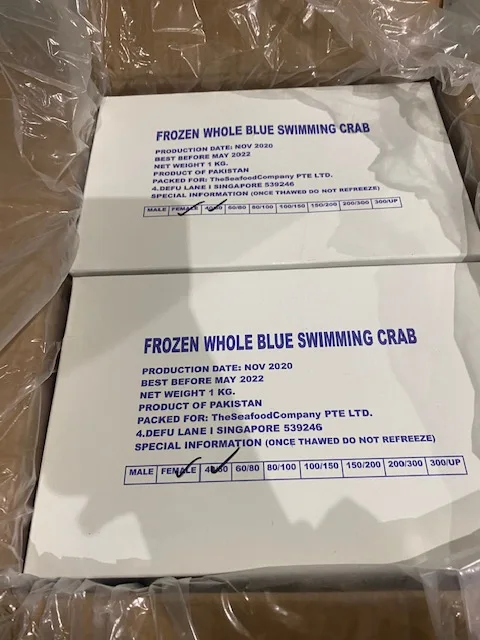 FROZEN WHOLE BLUE SWIMMING CRAB
PRODUCTION DATE: NOV 2020
BEST BEFORE MAY 2022
NET WEIGHT 1 KG.
PRODUCT OF PAKISTAN
PACKED FOR: TheSeafoodCompany PTE LTD.
4.DEFU LANE I SINGAPORE 539246
SPECIAL INFORMATION (ONCE THAWED DO NOT REFREEZE)
MALE FEMALE 40/60 60/80 80/100 100/150 150/200 200/300 300/UP
FROZEN WHOLE BLUE SWIMMING CRAB
PRODUCTION DATE: NOV 2020
BEST BEFORE MAY 2022
NET WEIGHT 1 KG.
PRODUCT OF PAKISTAN
PACKED FOR: TheSeafoodCompany PTE LTD.
4.DEFU LANE I SINGAPORE 539246
SPECIAL INFORMATION (ONCE THAWED DO NOT REFREEZE)
MALE FEMALE 40/60 60/80 80/100 100/150 150/200 200/300 300/UP